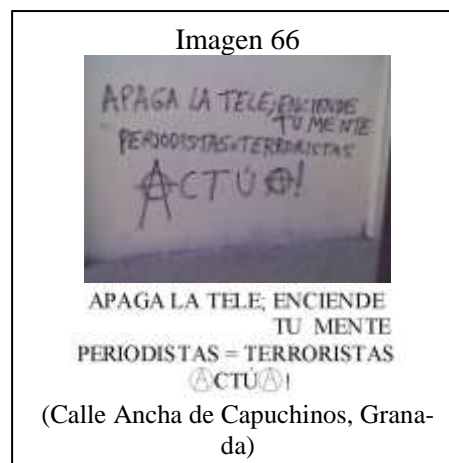 Imagen 66
APAGA LA TELE; ENCIENDE
TU MENTE
PERIODISTAS=TERRORISTAS
ACTÚA!
APAGA LA TELE; ENCIENDE
TU MENTE
PERIODISTAS = TERRORISTAS
ⒶCTÚⒶ!
(Calle Ancha de Capuchinos, Grana-
da)